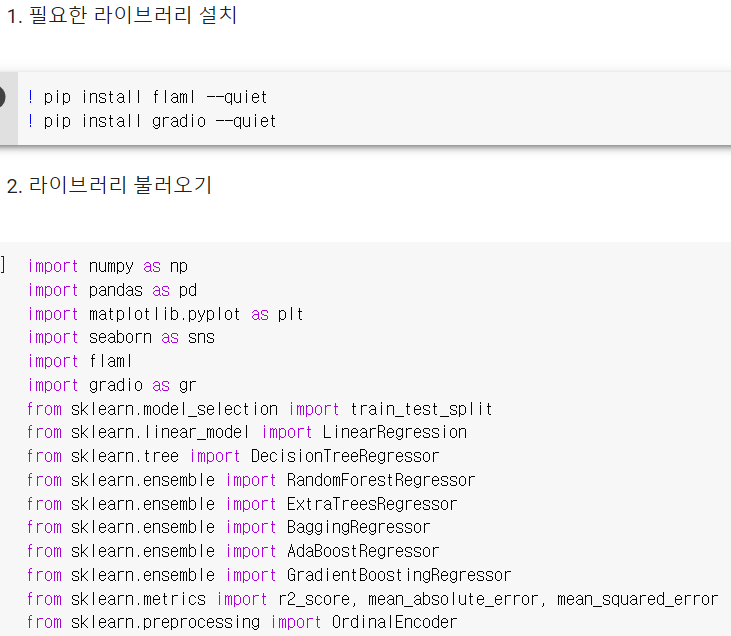 1. 필요한 라이브러리 설치
! pip install flaml --quiet
! pip install gradio --quiet
2. 라이브러리 불러오기
]
import numpy as np
import pandas as pd
import matplotlib.pyplot as plt
import seaborn as sns
import flaml
import gradio as gr
from sklearn.model_selection import train_test_split
from sklearn.linear_model import LinearRegression
from sklearn.tree import DecisionTreeRegressor
from sklearn.ensemble import RandomForestRegressor
from sklearn.ensemble import ExtraTreesRegressor
from sklearn.ensemble import BaggingRegressor
from sklearn.ensemble import AdaBoostRegressor
from sklearn.ensemble import GradientBoostingRegressor
from sklearn.metrics import r2_score, mean_absolute_error, mean_squared_error
from sklearn.preprocessing import OrdinalEncoder